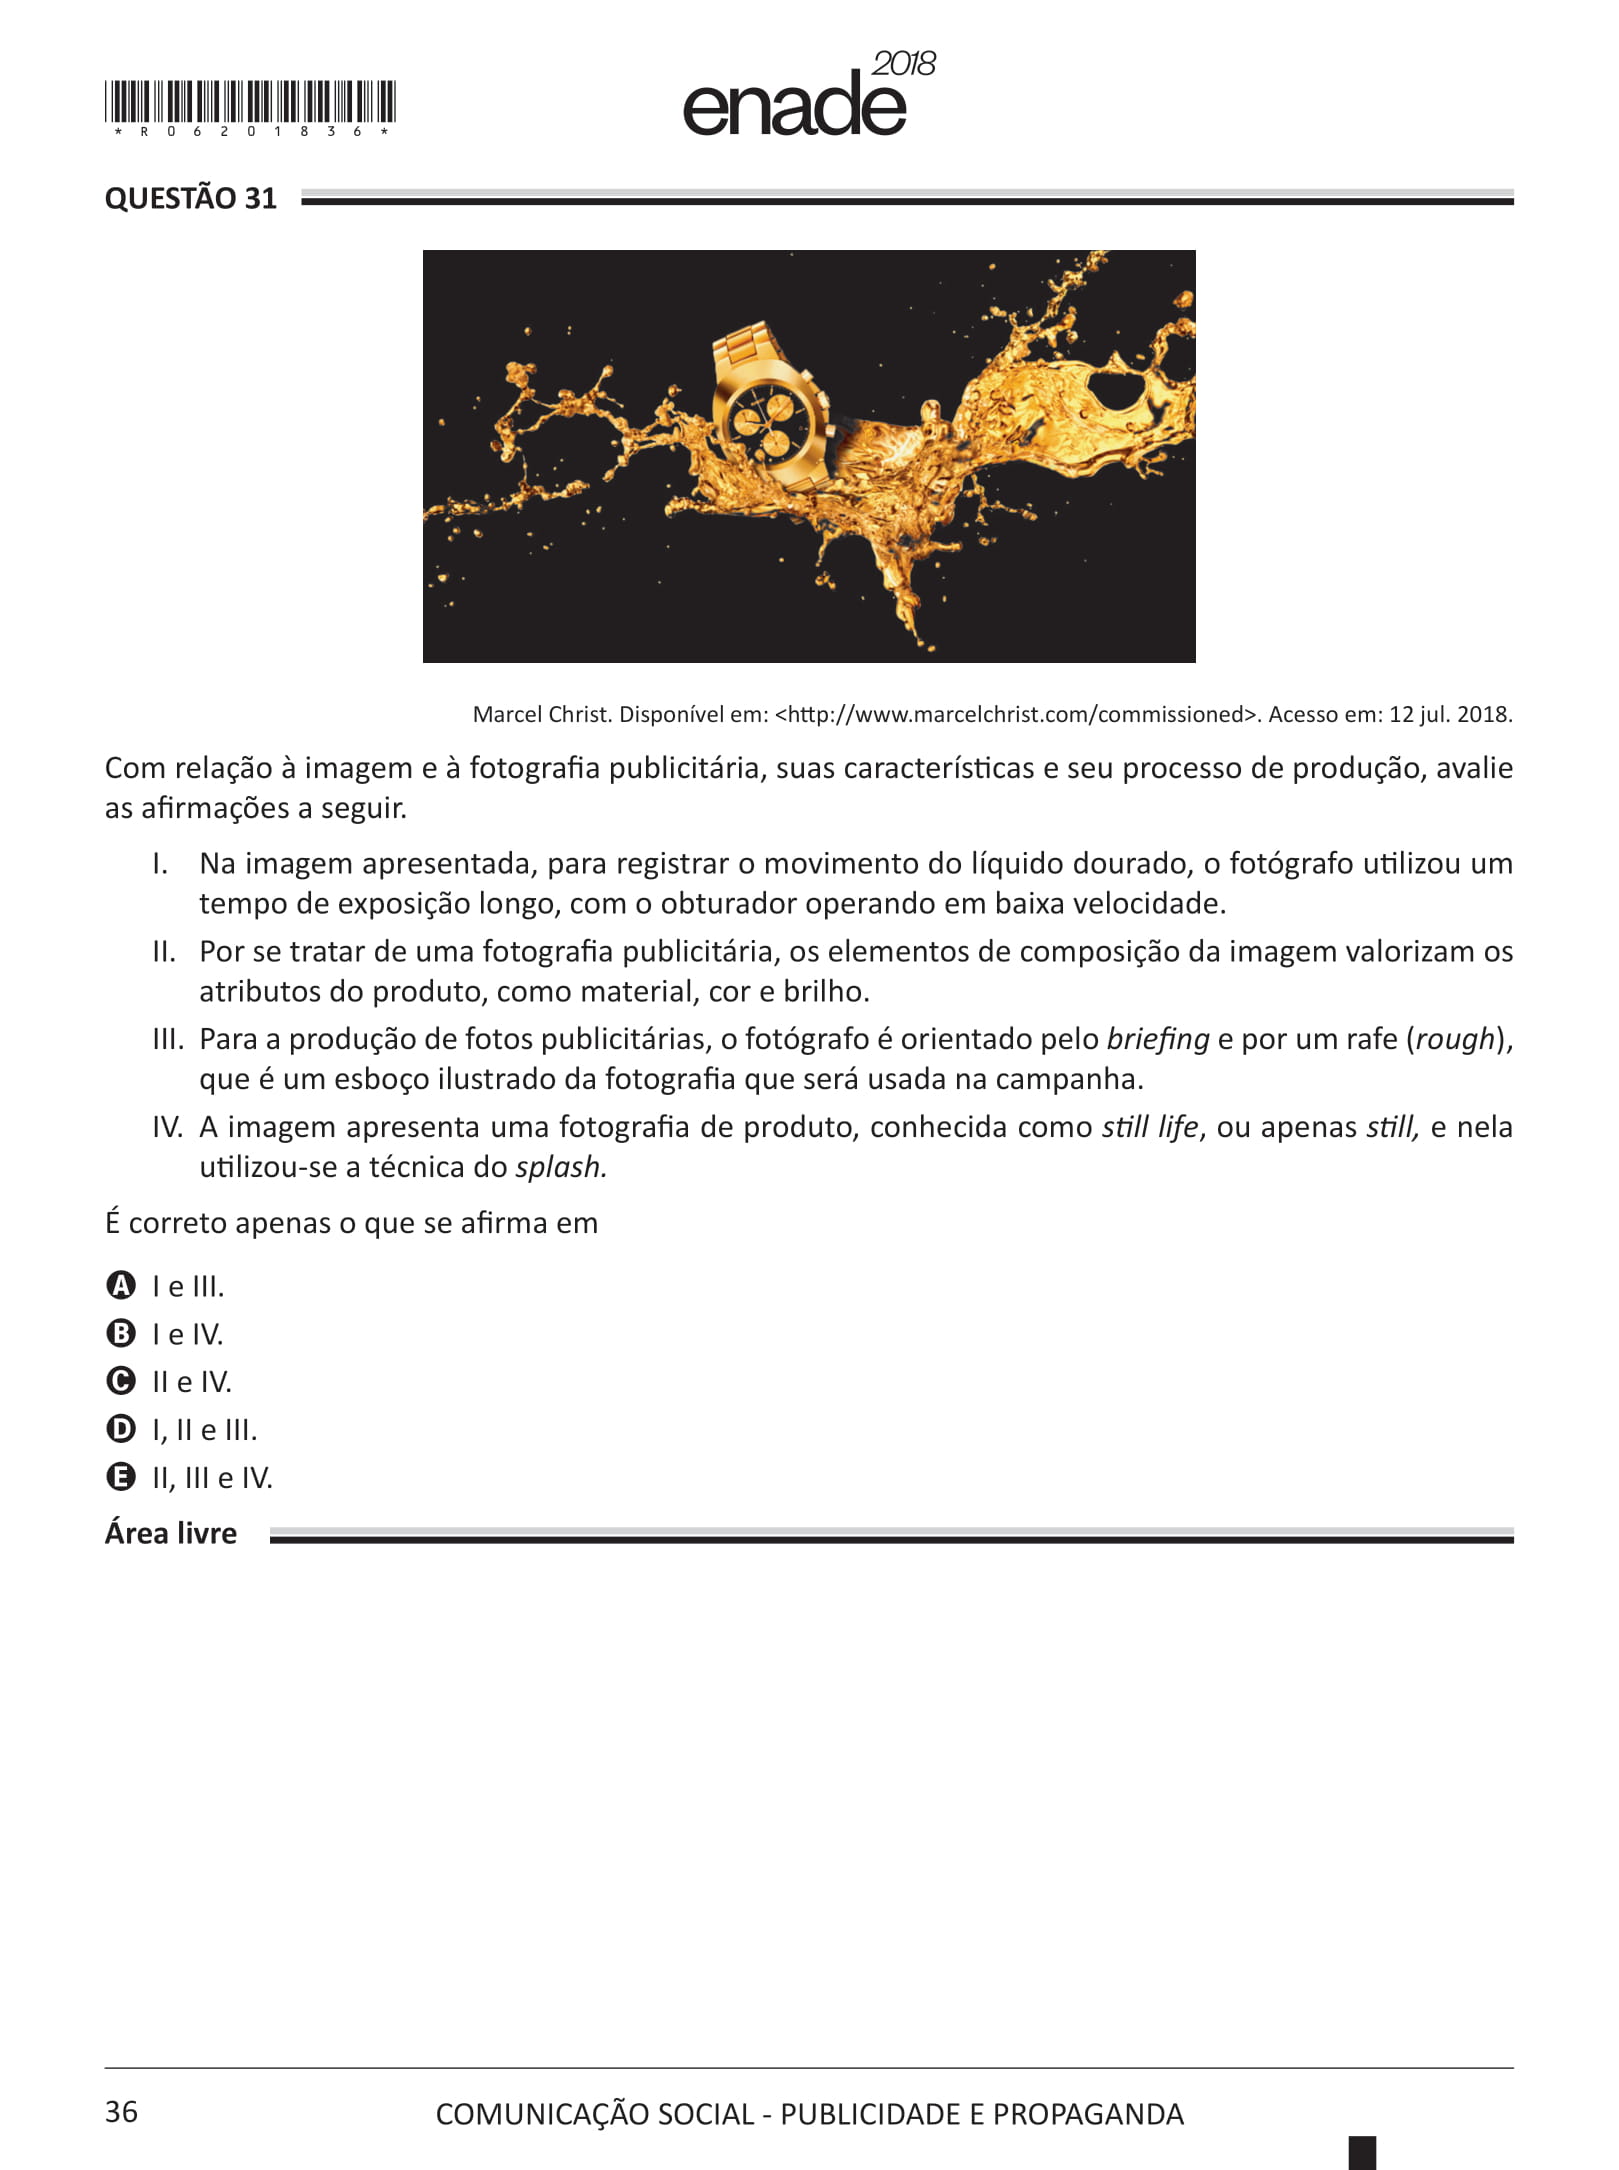 *R06201836*
enade 2018
QUESTÃO 31
Marcel Christ. Disponível em: <http://www.marcelchrist.com/commissioned>. Acesso em: 12 jul. 2018.
Com relação à imagem e à fotografia publicitária, suas características e seu processo de produção, avalie
as afirmações a seguir.
I. Na imagem apresentada, para registrar o movimento do líquido dourado, o fotógrafo utilizou um
tempo de exposição longo, com o obturador operando em baixa velocidade.
II. Por se tratar de uma fotografia publicitária, os elementos de composição da imagem valorizam os
atributos do produto, como material, cor e brilho.
III. Para a produção de fotos publicitárias, o fotógrafo é orientado pelo briefing e por um rafe (rough),
que é um esboço ilustrado da fotografia que será usada na campanha.
IV. A imagem apresenta uma fotografia de produto, conhecida como still life, ou apenas still, e nela
utilizou-se a técnica do splash.
É correto apenas o que se afirma em
A I e III.
B I e IV.
C II e IV.
D I, II e III.
E II, III e IV.
Área livre
36
COMUNICAÇÃO SOCIAL - PUBLICIDADE E PROPAGANDA